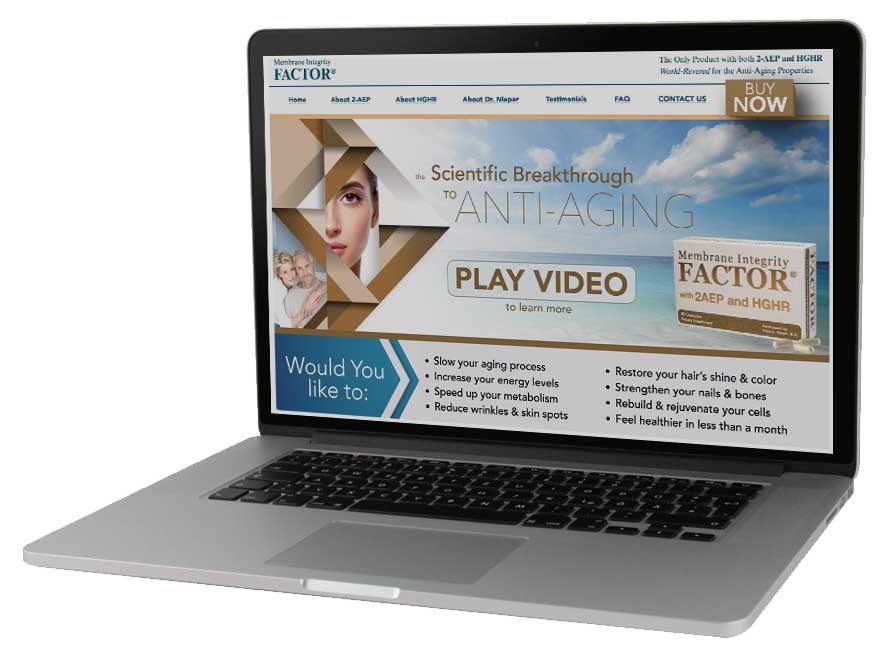 Membrane Integrity
FACTOR®
The Only Product with both 2-AEP and HGHR
World-Revered for the Anti-Aging Properties
Home About 2-AEP About HGHR About Dr. Nieper Testimonials FAQ CONTACT US
BUY
NOW
the Scientific Breakthrough
TO ANTI-AGING
PLAY VIDEO
to learn more
Membrane Integrity
FACTOR®
with 2AEP and HGHR
Would You
like to:
• Slow your aging process
• Increase your energy levels
• Speed up your metabolism
• Reduce wrinkles & skin spots
• Restore your hair's shine & color
• Strengthen your nails & bones
• Rebuild & rejuvenate your cells
• Feel healthier in less than a month